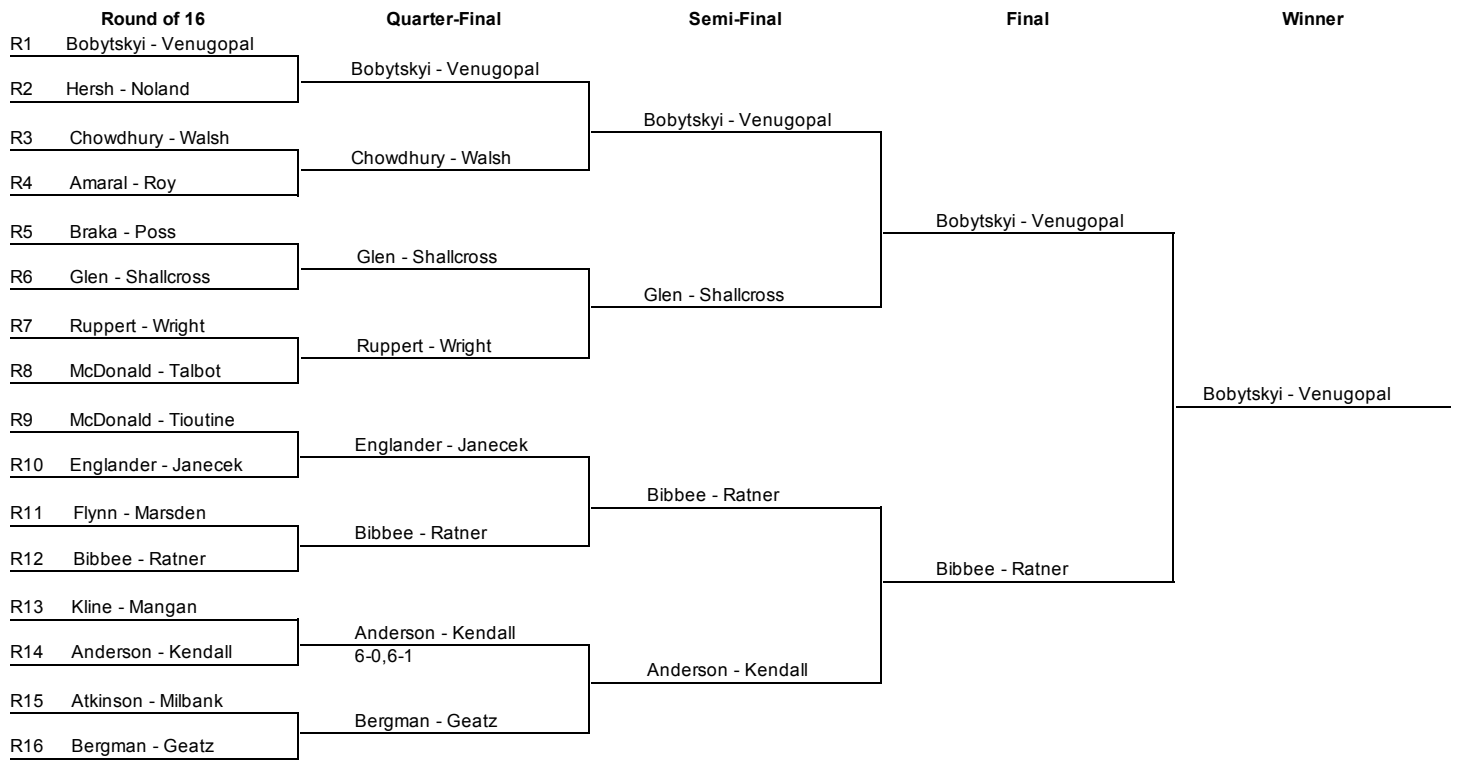 Round of 16 Quarter-Final Semi-Final Final Winner
R1 Bobytskyi - Venugopal
Bobytskyi - Venugopal
R2 Hersh - Noland
Bobytskyi - Venugopal
R3 Chowdhury - Walsh
Chowdhury - Walsh
R4 Amaral - Roy
Bobytskyi - Venugopal
R5 Braka - Poss
Glen - Shallcross
R6 Glen - Shallcross
Glen - Shallcross
R7 Ruppert - Wright
Ruppert - Wright
R8 McDonald - Talbot
Bobytskyi - Venugopal
R9 McDonald - Tioutine
Englander - Janecek
R10 Englander - Janecek
Bibbee - Ratner
R11 Flynn - Marsden
Bibbee - Ratner
R12 Bibbee - Ratner
Bibbee - Ratner
R13 Kline - Mangan
Anderson - Kendall
R14 Anderson - Kendall
6-0,6-1
Anderson - Kendall
R15 Atkinson - Milbank
Bergman - Geatz
R16 Bergman - Geatz